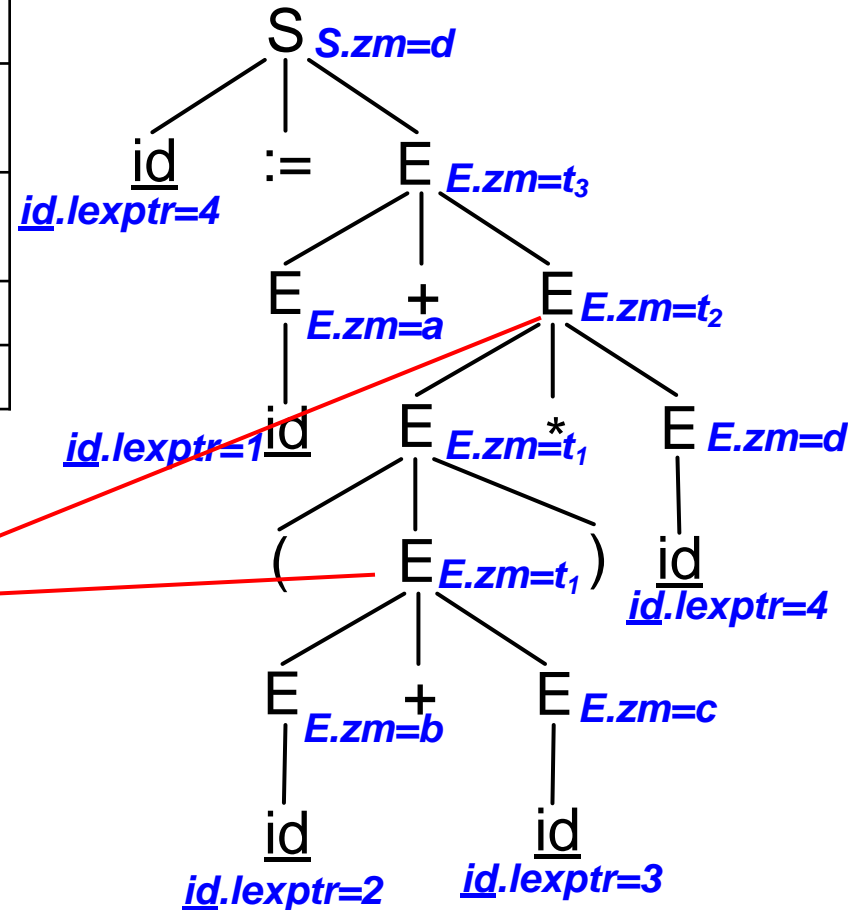 S S.zm=d
id := E E.zm=t3
id.lexptr=4
E + E E.zm=t2
E.zm=a
id.lexptr=1 id E * E E.zm=d
E.zm=t1
( E E.zm=t1 ) id
id.lexptr=4
E + E E.zm=c
E.zm=b
id id
id.lexptr=2 id.lexptr=3